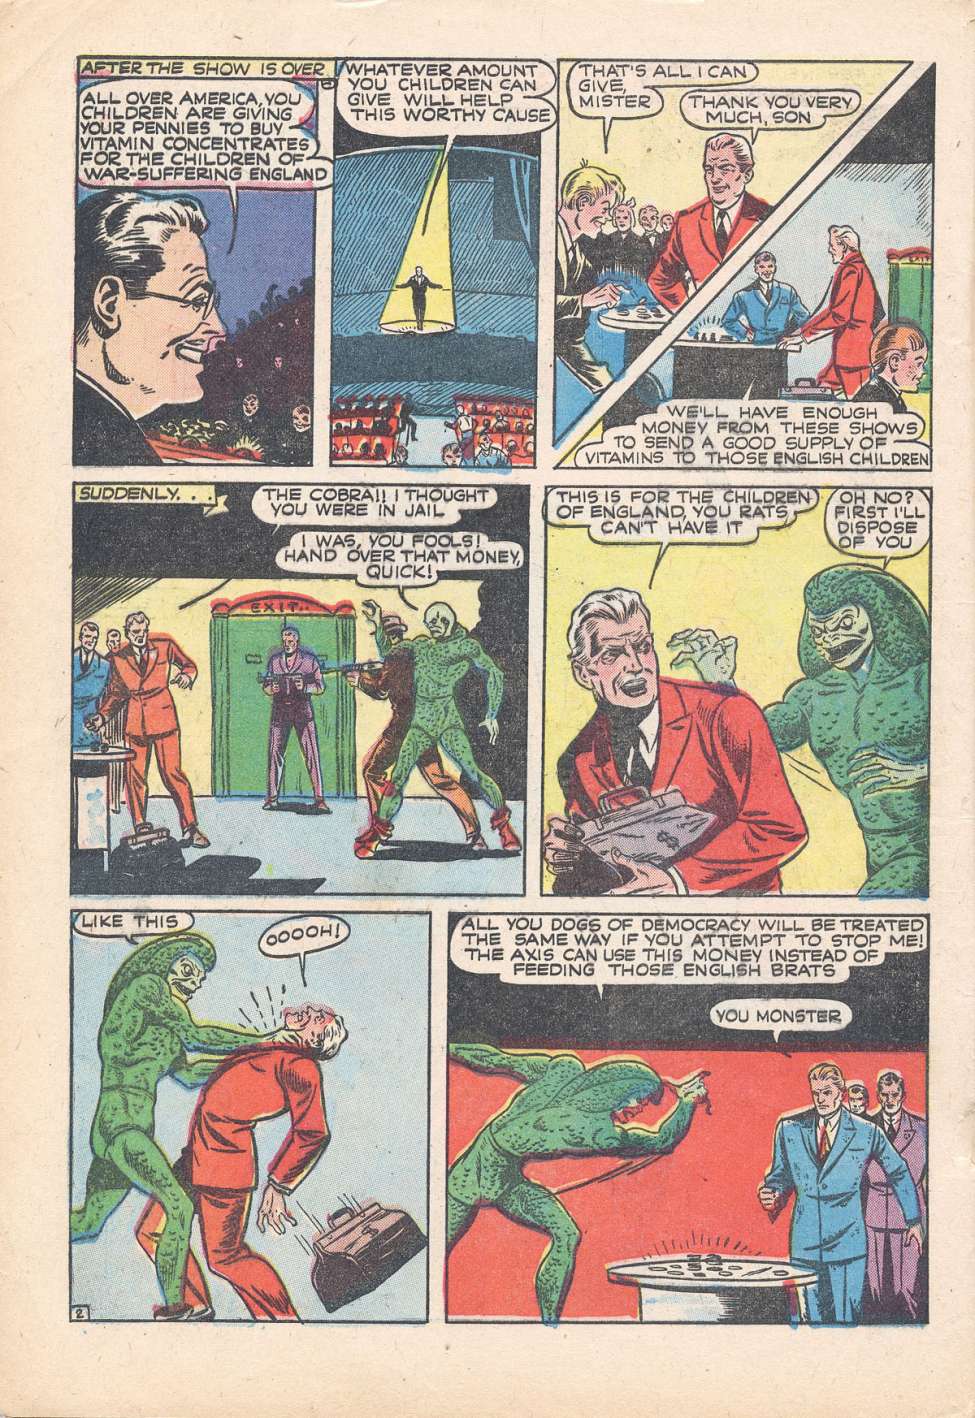 AFTER THE SHOW IS OVER
ALL OVER AMERICA, YOU
CHILDREN ARE GIVING
YOUR PENNIES TO BUY
VITAMIN CONCENTRATES
FOR THE CHILDREN OF
WAR-SUFFERING ENGLAND
WHATEVER AMOUNT
YOU CHILDREN CAN
GIVE WILL HELP
THIS WORTHY CAUSE
THAT'S ALL I CAN
GIVE,
MISTER
THANK YOU VERY
MUCH, SON
EXIT
WE'LL HAVE ENOUGH
MONEY FROM THESE SHOWS
TO SEND A GOOD SUPPLY OF
VITAMINS TO THOSE ENGLISH CHILDREN
SUDDENLY...
THE COBRA!! I THOUGHT
YOU WERE IN JAIL
I WAS, YOU FOOLS!
HAND OVER THAT MONEY,
QUICK!
EXIT
THIS IS FOR THE CHILDREN
OF ENGLAND, YOU RATS,
CAN'T HAVE IT
OH NO?
FIRST I'LL
DISPOSE
OF YOU
$
LIKE THIS
OOOOH!
2
ALL YOU DOGS OF DEMOCRACY WILL BE TREATED
THE SAME WAY IF YOU ATTEMPT TO STOP ME!
THE AXIS CAN USE THIS MONEY INSTEAD OF
FEEDING THOSE ENGLISH BRATS
YOU MONSTER